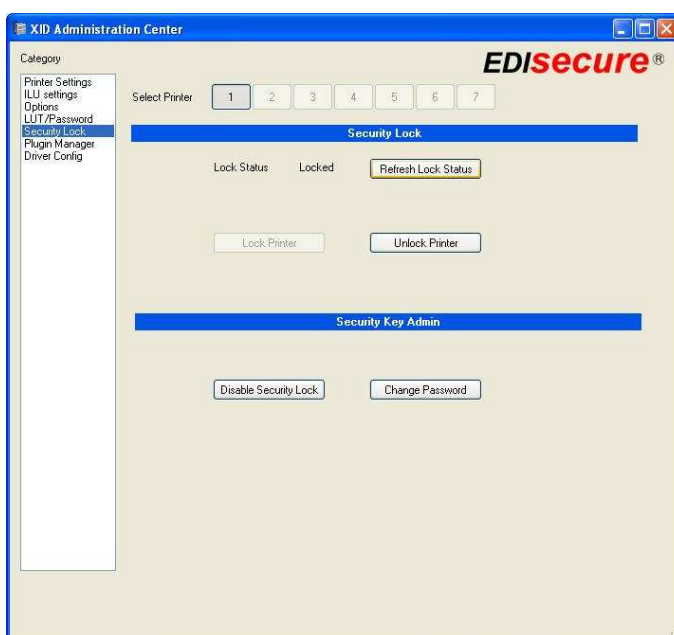 XID Administration Center
Category
EDIsecure®
Printer Settings
ILU settings
Options
LUT/Password
Security Lock
Plugin Manager
Driver Config
Select Printer 1 2 3 4 5 6 7
Security Lock
Lock Status Locked Refresh Lock Status
Lock Printer Unlock Printer
Security Key Admin
Disable Security Lock Change Password